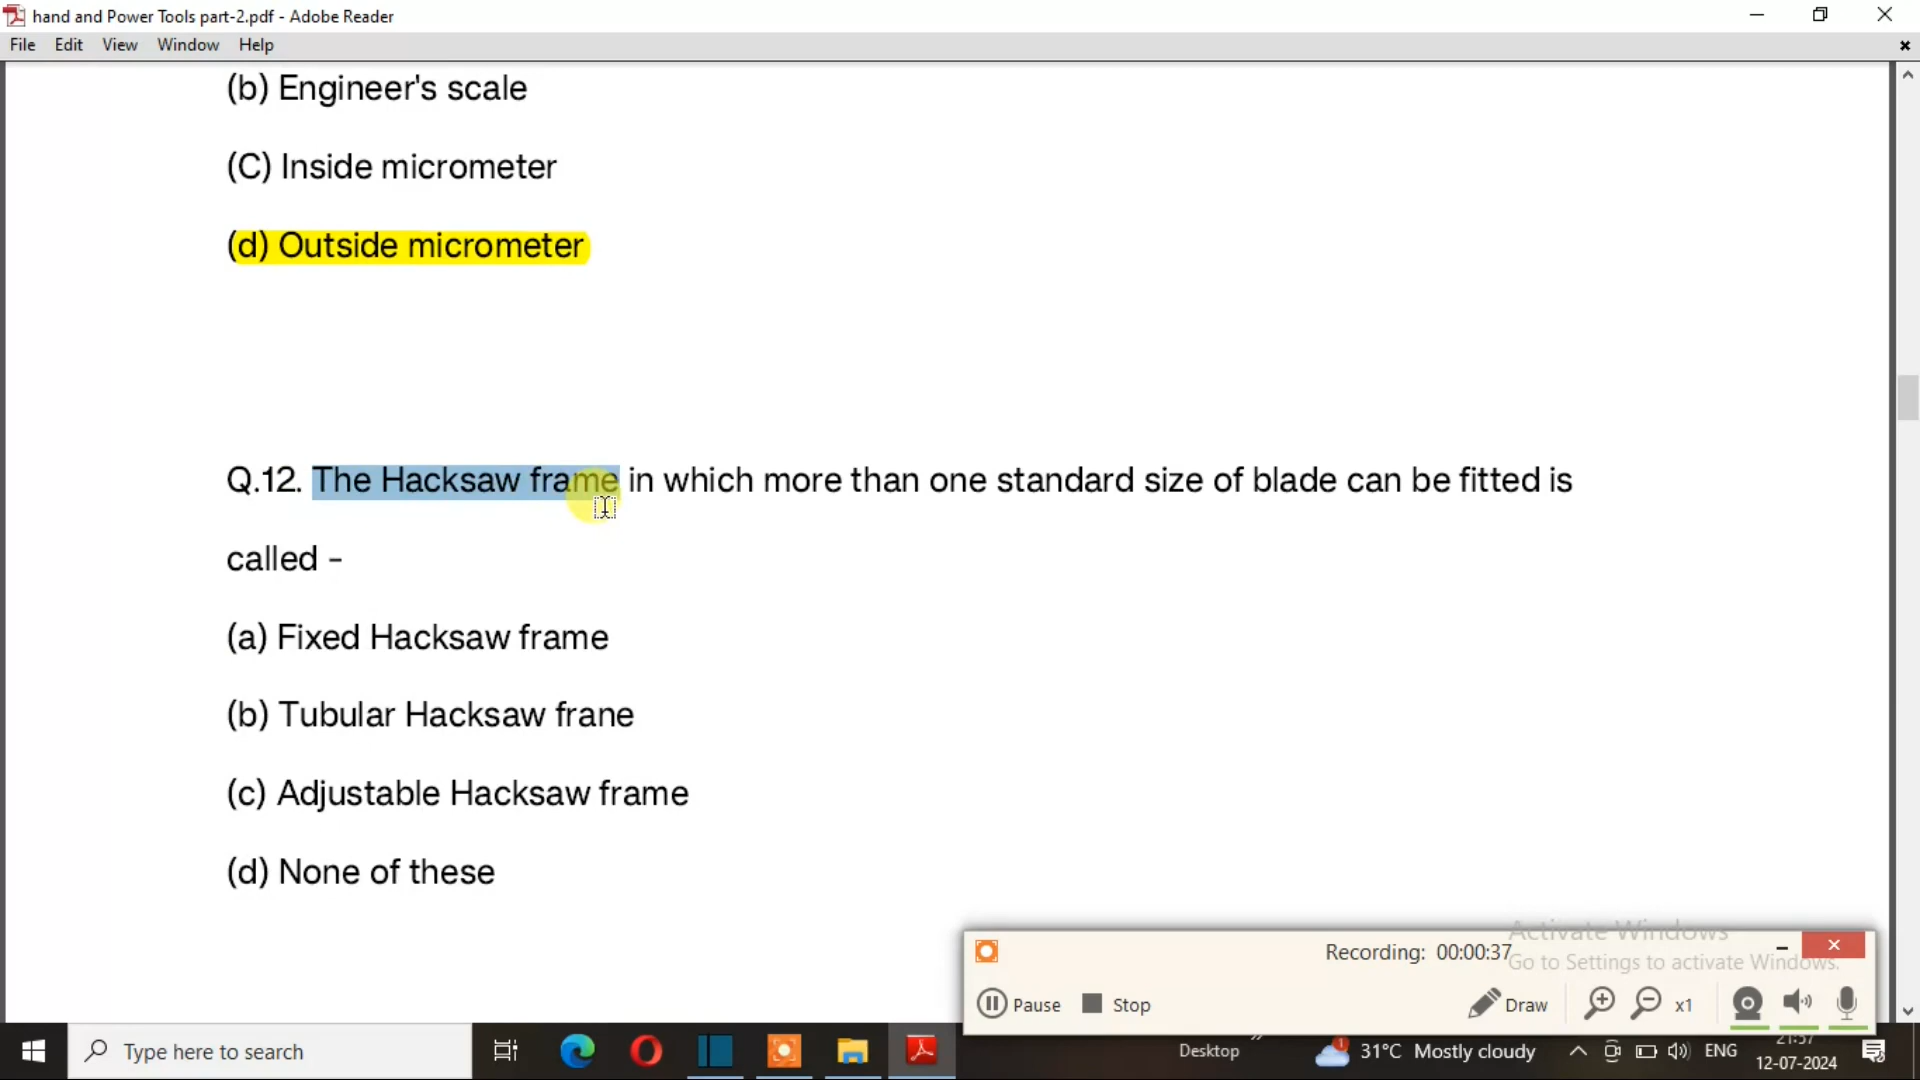 hand and Power Tools part-2.pdf - Adobe Reader
File Edit View Window Help
(b) Engineer's scale
(C) Inside micrometer
(d) Outside micrometer
Q.12. The Hacksaw frame in which more than one standard size of blade can be fitted is
called -
(a) Fixed Hacksaw frame
(b) Tubular Hacksaw frane
(c) Adjustable Hacksaw frame
(d) None of these
Activate Windows
Recording: 00:00:37
Go to Settings to activate Windows.
Pause Stop Draw x1
Type here to search
Desktop
1
31°C Mostly cloudy
ENG
21:57
12-07-2024